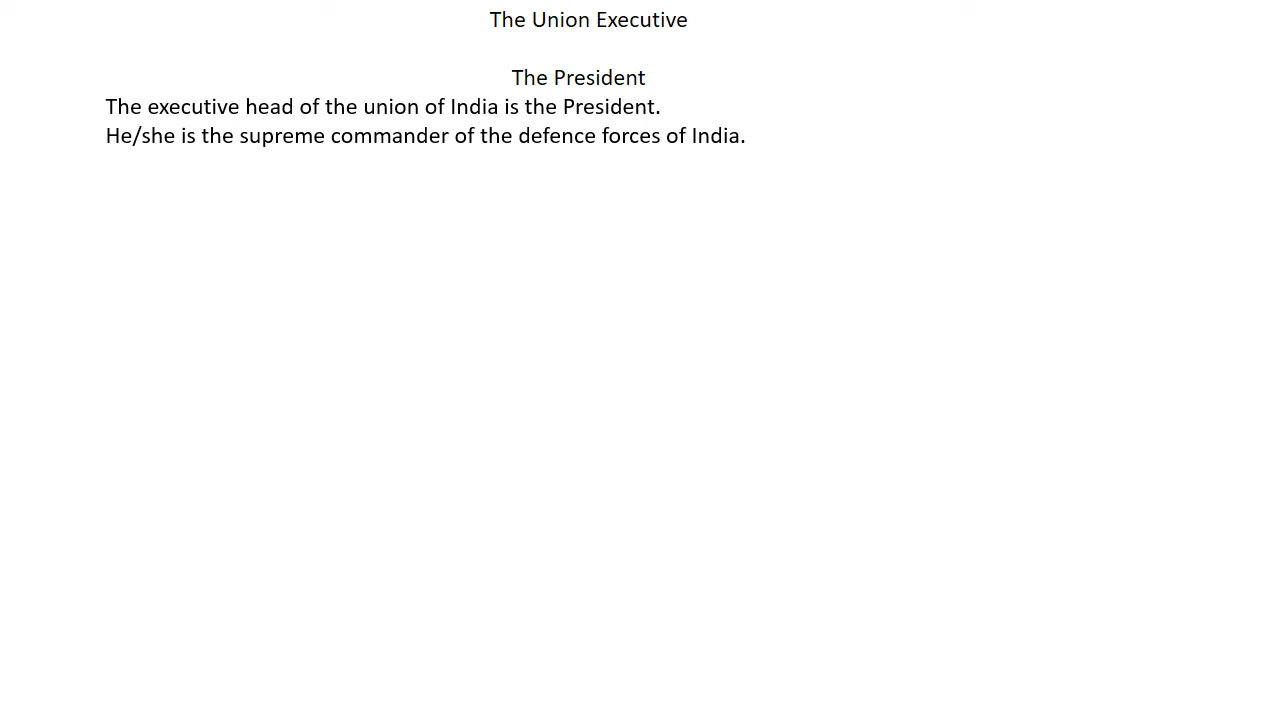 The Union Executive
The President
The executive head of the union of India is the President.
He/she is the supreme commander of the defence forces of India.